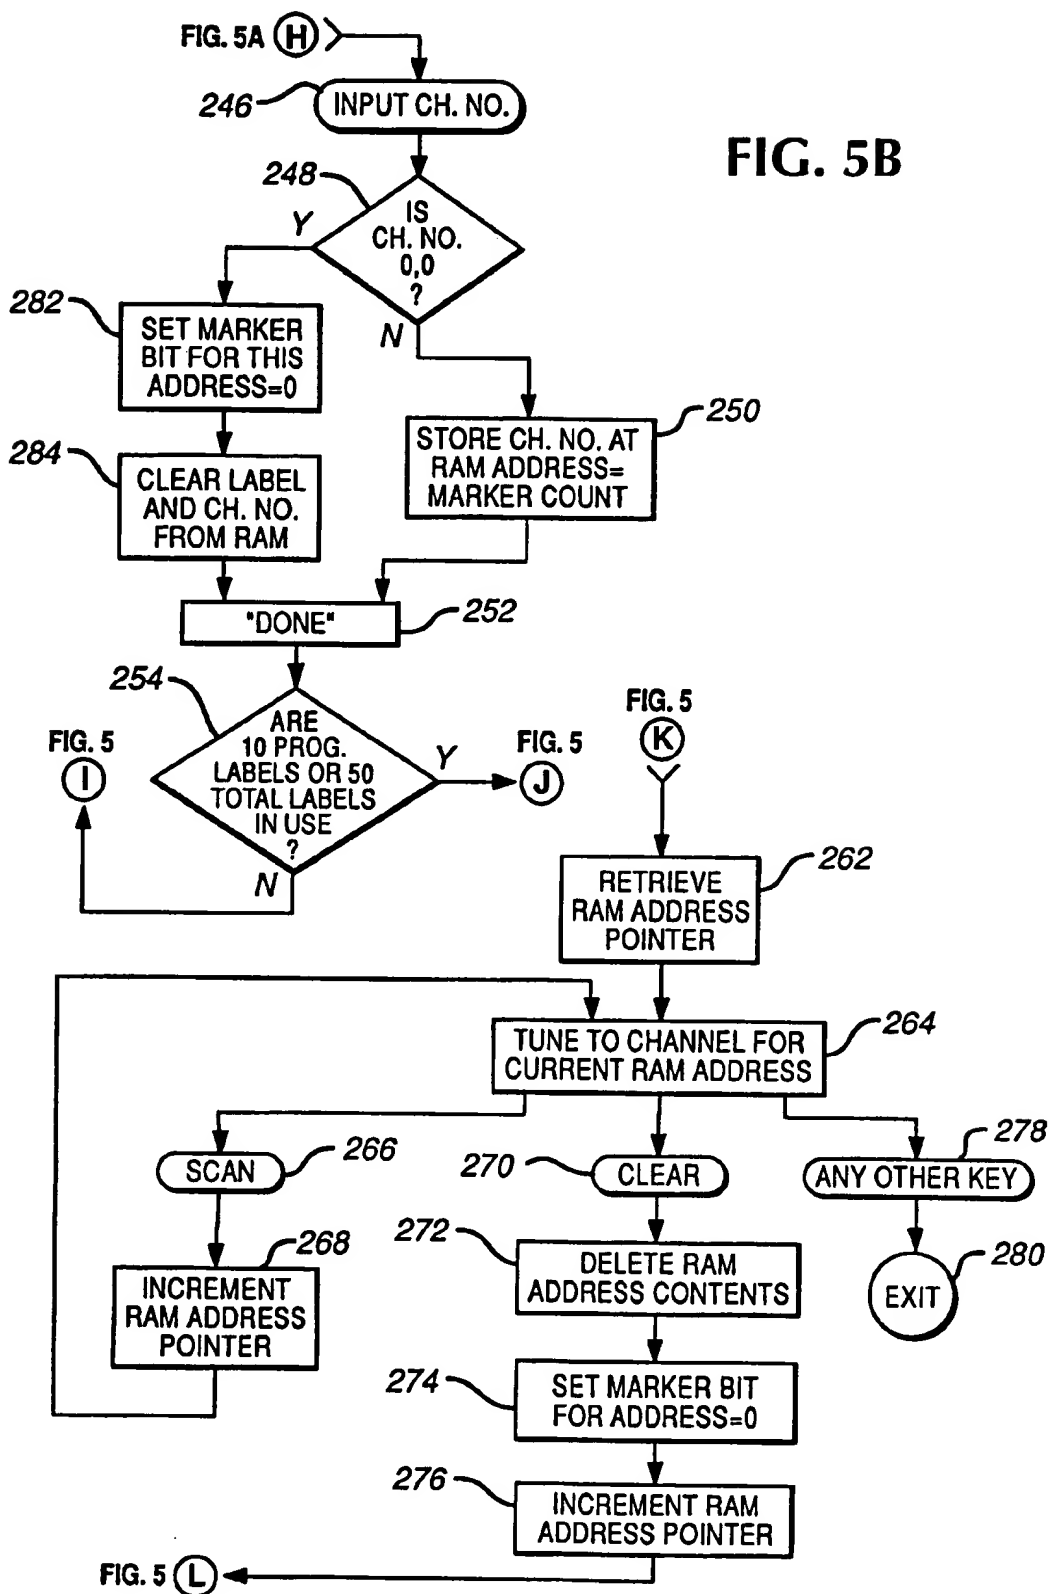 FIG. 5A H
246
INPUT CH. NO.
FIG. 5B
248
IS
CH. NO.
0,0
?
Y
N
282
SET MARKER
BIT FOR THIS
ADDRESS=0
250
STORE CH. NO. AT
RAM ADDRESS=
MARKER COUNT
284
CLEAR LABEL
AND CH. NO.
FROM RAM
"DONE"
252
254
ARE
10 PROG.
LABELS OR 50
TOTAL LABELS
IN USE
?
FIG. 5
I
Y
FIG. 5
J
N
FIG. 5
K
262
RETRIEVE
RAM ADDRESS
POINTER
264
TUNE TO CHANNEL FOR
CURRENT RAM ADDRESS
SCAN
266
270
CLEAR
278
ANY OTHER KEY
268
INCREMENT
RAM ADDRESS
POINTER
272
DELETE RAM
ADDRESS CONTENTS
280
EXIT
274
SET MARKER BIT
FOR ADDRESS=0
276
INCREMENT RAM
ADDRESS POINTER
FIG. 5 L